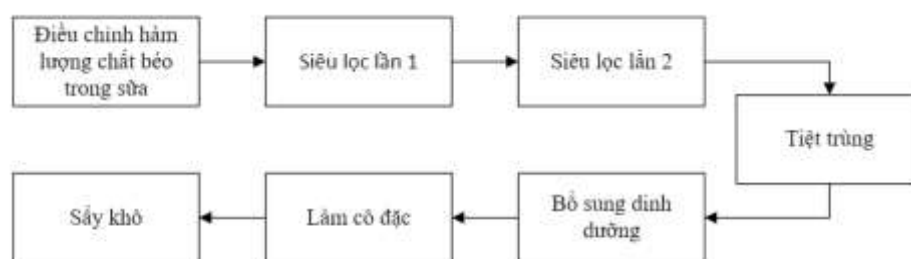 Điều chỉnh hàm
lượng chất béo
trong sữa
Siêu lọc lần 1
Siêu lọc lần 2
Tiệt trùng
Bổ sung dinh
dưỡng
Làm cô đặc
Sấy khô